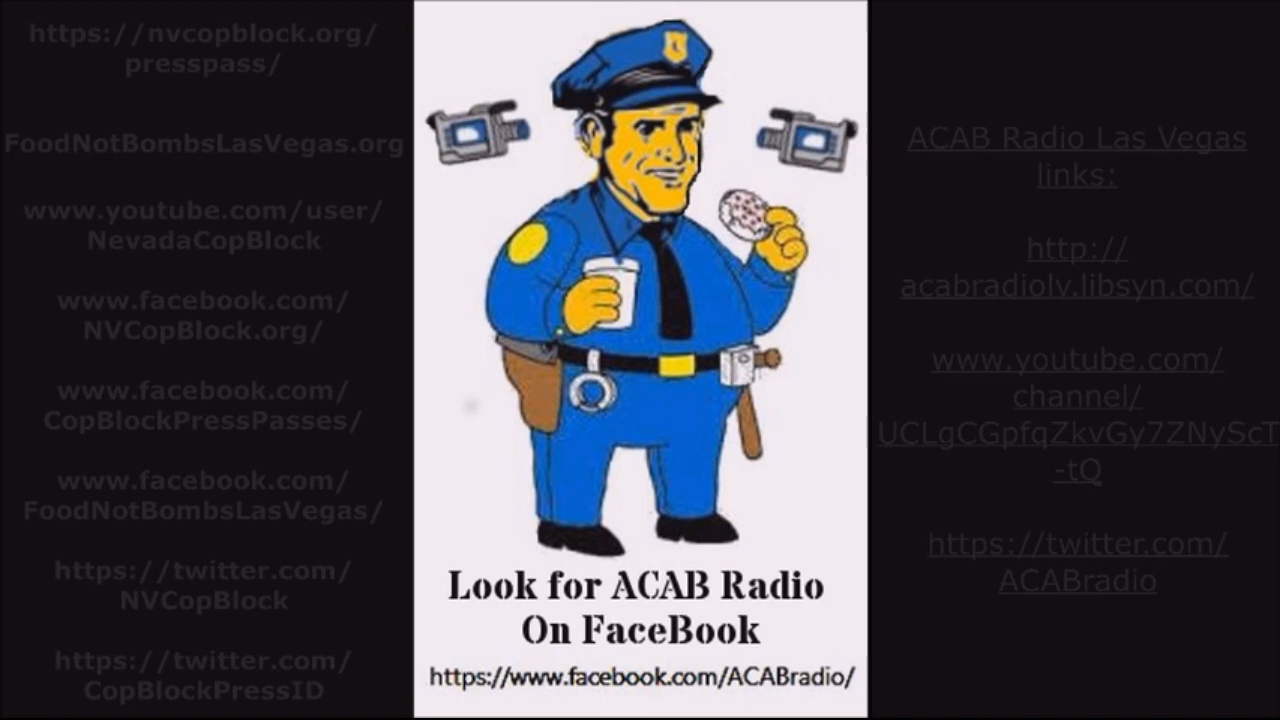 https://nvcopblock.org/
presspass/
FoodNotBombsLasVegas.org
www.youtube.com/user/
NevadaCopBlock
www.facebook.com/
NVCopBlock.org/
www.facebook.com/
CopBlockPressPasses/
www.facebook.com/
FoodNotBombsLasVegas/
https://twitter.com/
NVCopBlock
https://twitter.com/
CopBlockPressID
Look for ACAB Radio
On FaceBook
https://www.facebook.com/ACABradio/
ACAB Radio Las Vegas
links:
http://
acabradiolv.libsyn.com/
www.youtube.com/
channel/
UCLgCGpfqZkvGy7ZNyScT
-tQ
https://twitter.com/
ACABradio